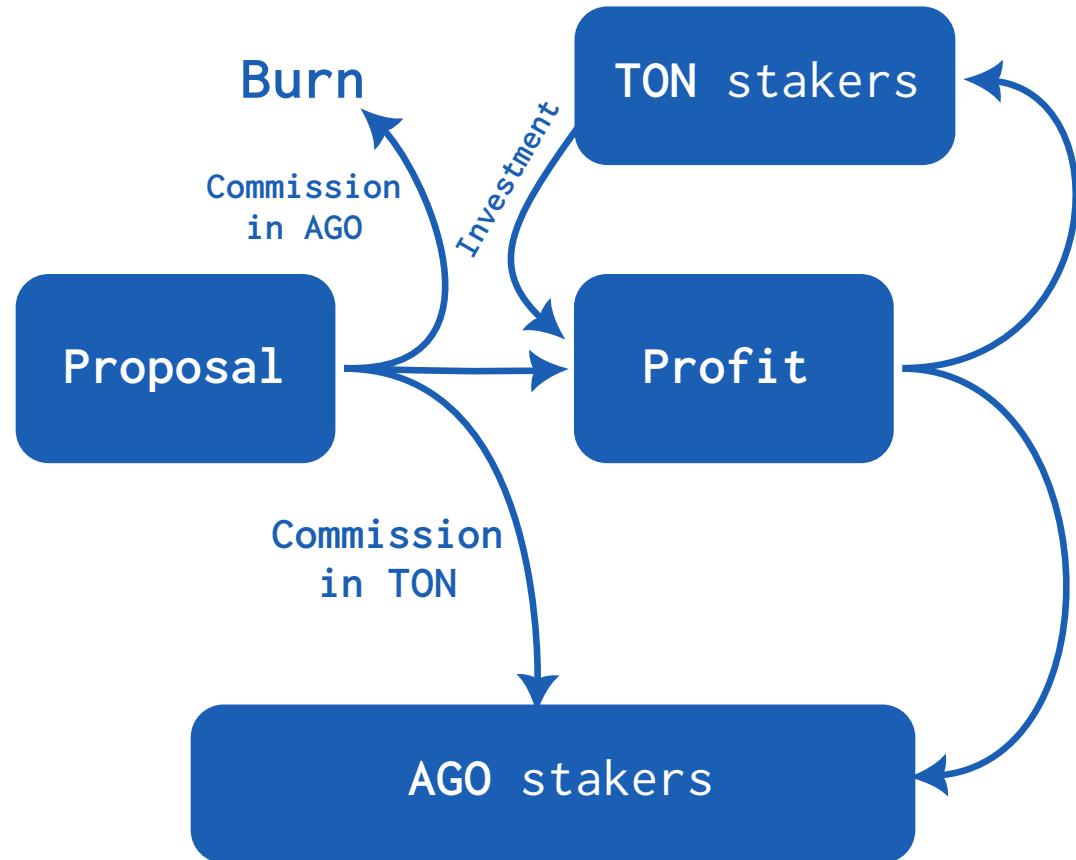 Burn
TON stakers
Investment
Commission
in AGO
Proposal
Profit
Commission
in TON
AGO stakers